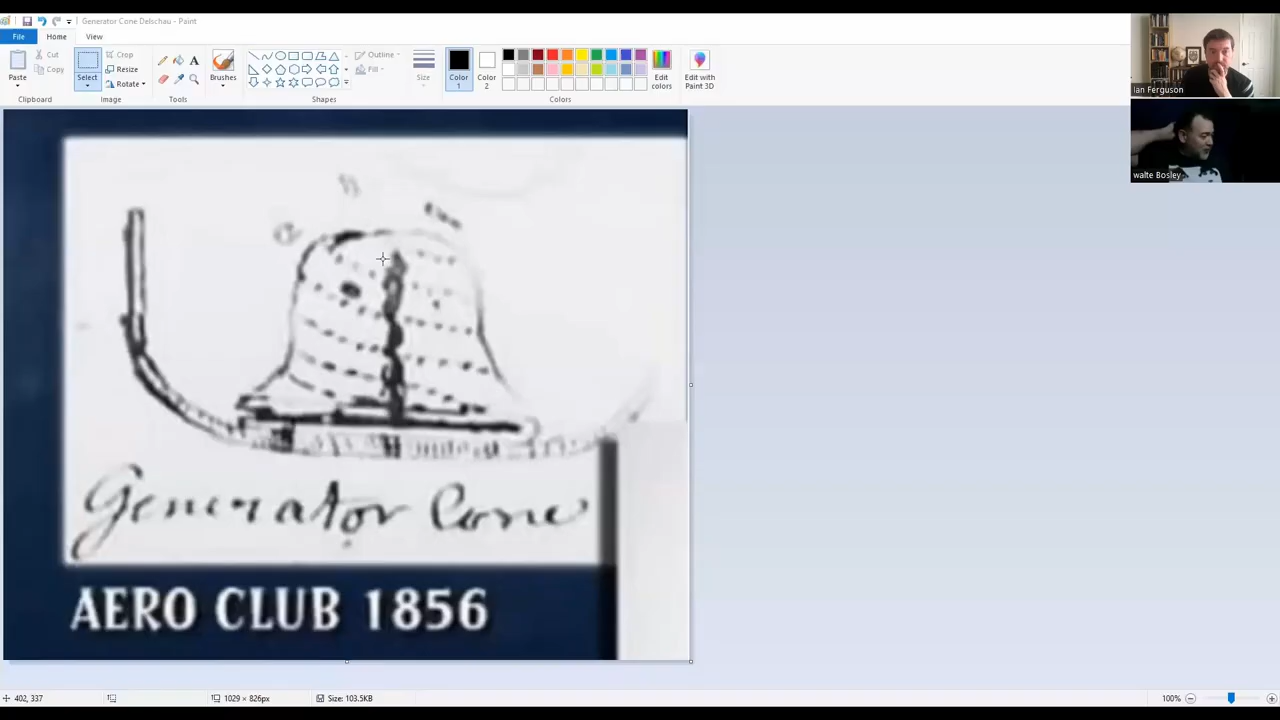 Generator Cone Delschau - Paint
File
Home
View
Paste
Cut
Copy
Clipboard
Select
Crop
Resize
Rotate
Image
Tools
Brushes
Shapes
Outline
Fill
Size
Color
1
Color
2
Edit
colors
Colors
Edit with
Paint 3D
Ian Ferguson
walte Bosley
Generator Cone
AERO CLUB 1856
402, 337
1029 × 826px
Size: 103.5KB
100%